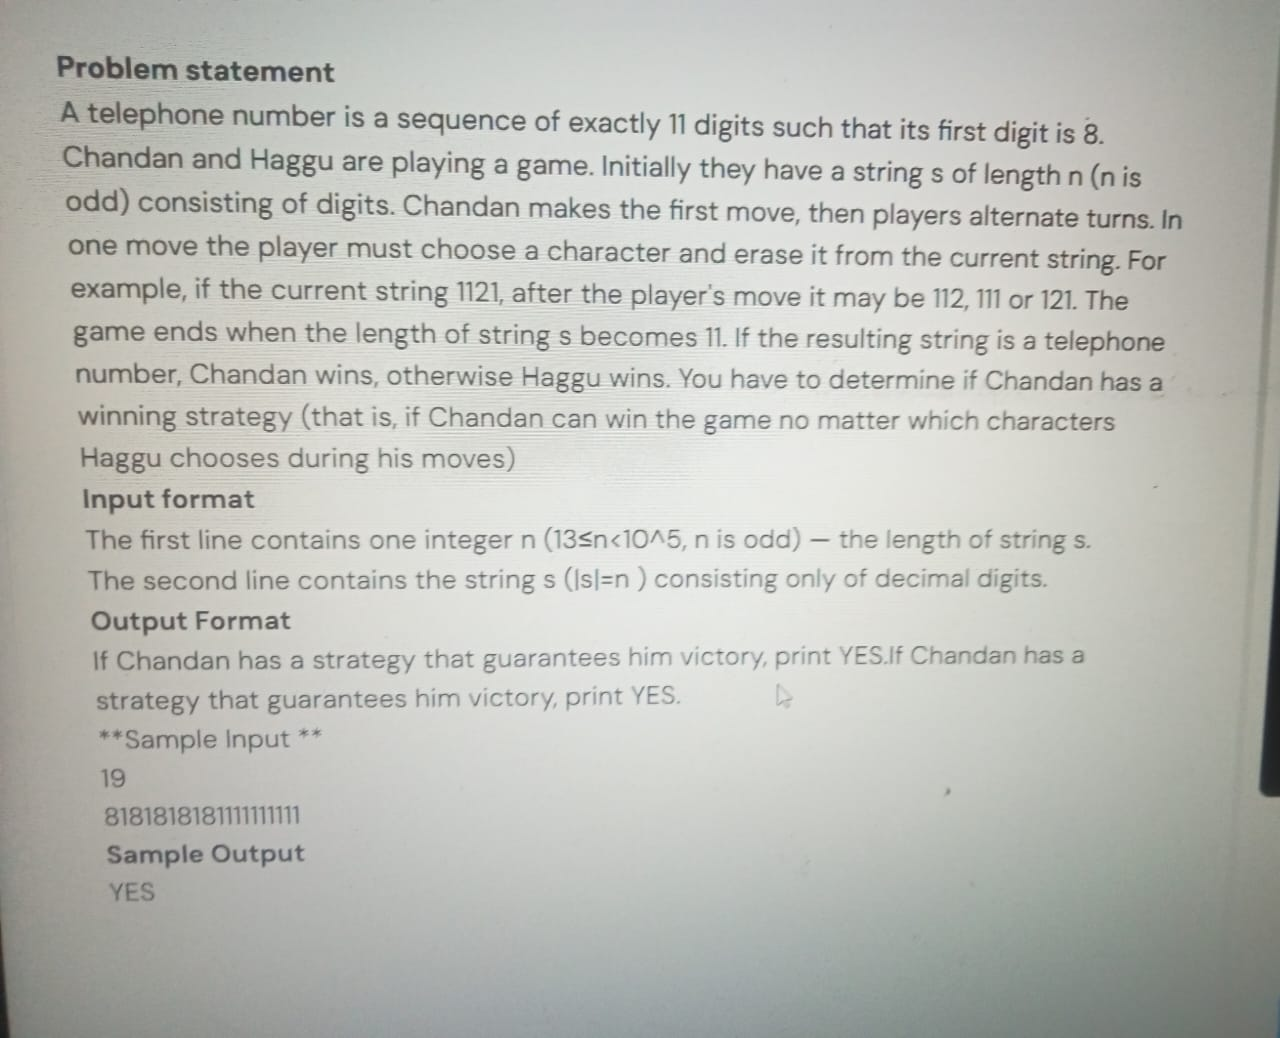 Problem statement
A telephone number is a sequence of exactly 11 digits such that its first digit is 8.
Chandan and Haggu are playing a game. Initially they have a string s of length n (n is
odd) consisting of digits. Chandan makes the first move, then players alternate turns. In
one move the player must choose a character and erase it from the current string. For
example, if the current string 1121, after the player's move it may be 112, 111 or 121. The
game ends when the length of string s becomes 11. If the resulting string is a telephone
number, Chandan wins, otherwise Haggu wins. You have to determine if Chandan has a
winning strategy (that is, if Chandan can win the game no matter which characters
Haggu chooses during his moves)
Input format
The first line contains one integer n (13≤n<10^5, n is odd) — the length of string s.
The second line contains the string s (|s|=n ) consisting only of decimal digits.
Output Format
If Chandan has a strategy that guarantees him victory, print YES.If Chandan has a
strategy that guarantees him victory, print YES.
**Sample Input **
19
8181818181111111111
Sample Output
YES